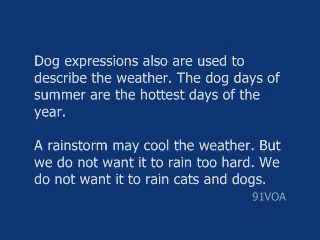 Dog expressions also are used to
describe the weather. The dog days of
summer are the hottest days of the
year.
A rainstorm may cool the weather. But
we do not want it to rain too hard. We
do not want it to rain cats and dogs.
91VOA